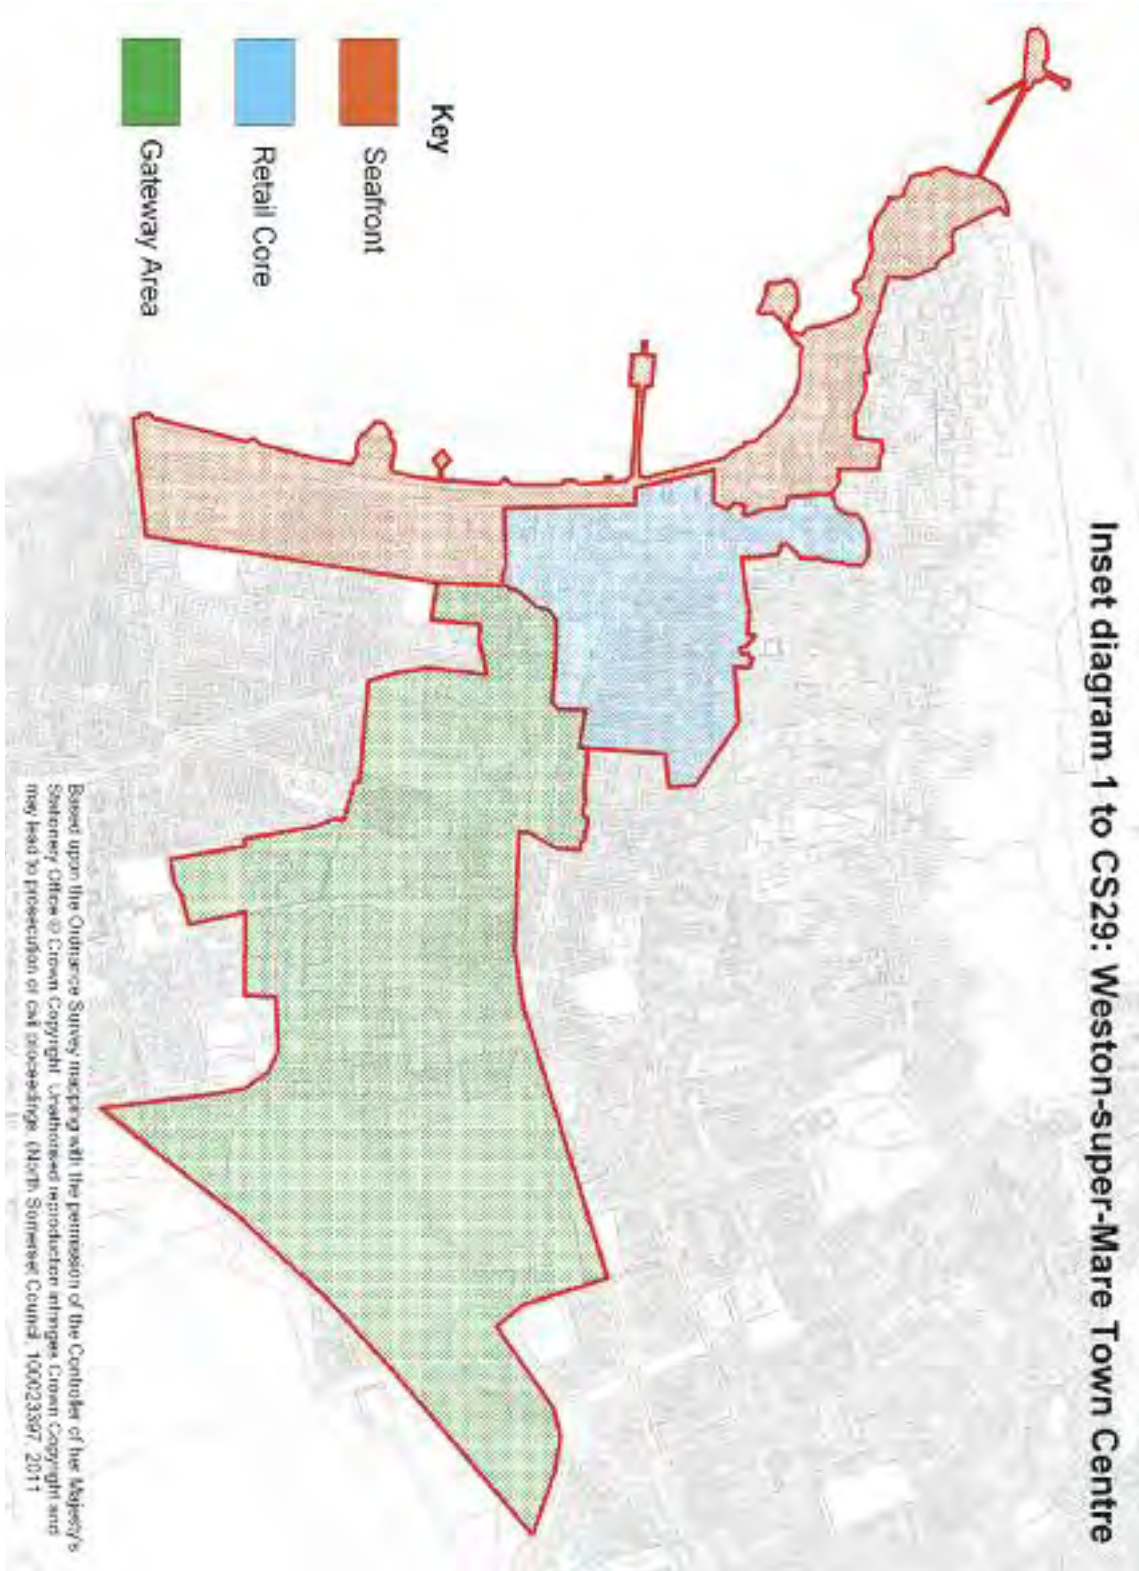 Inset diagram 1 to CS29: Weston-super-Mare Town Centre
Key
Seafront
Retail Core
Gateway Area
Based upon the Ordnance Survey mapping with the permission of the Controller of her Majesty's
Stationery Office © Crown Copyright. Unathorised reproduction infringes Crown Copyright and
may lead to prosecution or civil proceedings. (North Somerset Council, 100023397, 2011